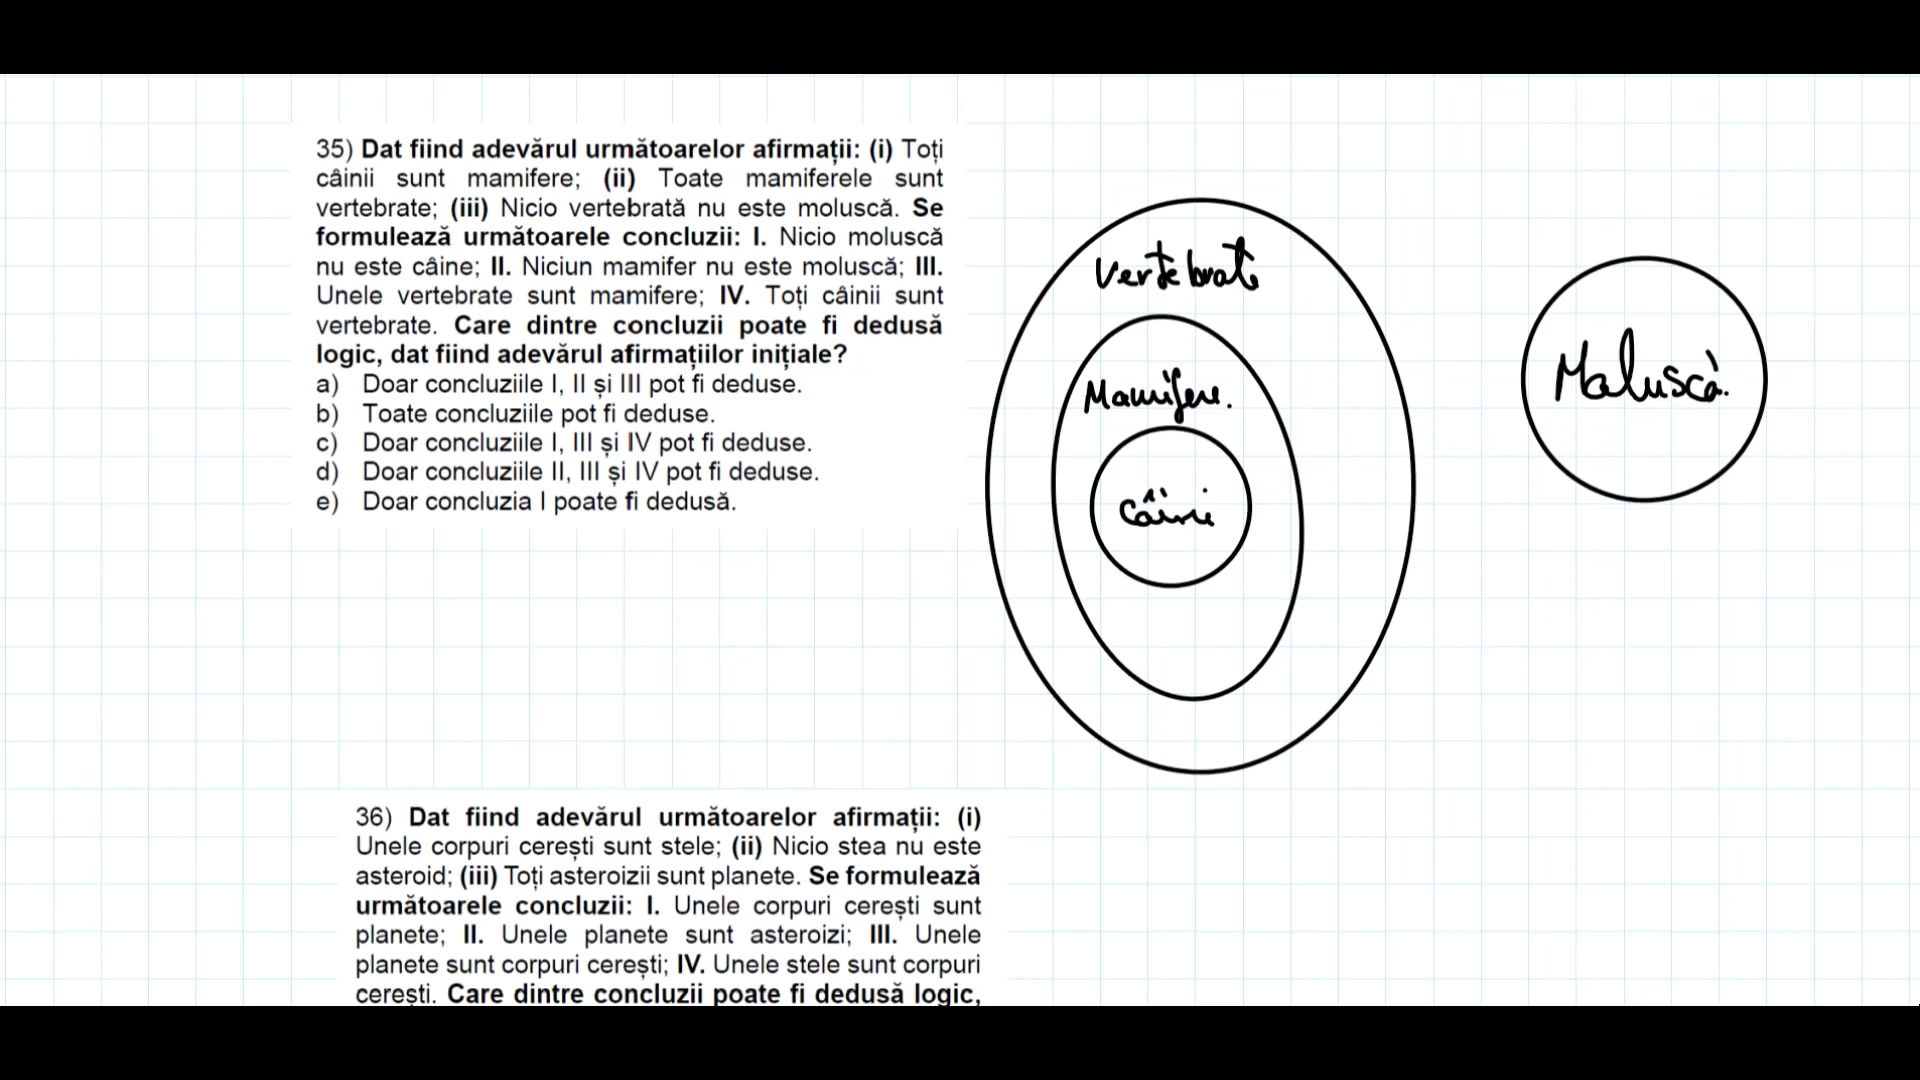 35) Dat fiind adevărul următoarelor afirmații: (i) Toți
câinii sunt mamifere; (ii) Toate mamiferele sunt
vertebrate; (iii) Nicio vertebrată nu este moluscă. Se
formulează următoarele concluzii: I. Nicio moluscă
nu este câine; II. Niciun mamifer nu este moluscă; III.
Unele vertebrate sunt mamifere; IV. Toți câinii sunt
vertebrate. Care dintre concluzii poate fi dedusă
logic, dat fiind adevărul afirmațiilor inițiale?
a) Doar concluziile I, II și III pot fi deduse.
b) Toate concluziile pot fi deduse.
c) Doar concluziile I, III și IV pot fi deduse.
d) Doar concluziile II, III și IV pot fi deduse.
e) Doar concluzia I poate fi dedusă.
Vertebrate
Mamifere.
Câini
Moluscă.
36) Dat fiind adevărul următoarelor afirmații: (i)
Unele corpuri cerești sunt stele; (ii) Nicio stea nu este
asteroid; (iii) Toți asteroizii sunt planete. Se formulează
următoarele concluzii: I. Unele corpuri cerești sunt
planete; II. Unele planete sunt asteroizi; III. Unele
planete sunt corpuri cerești; IV. Unele stele sunt corpuri
cerești. Care dintre concluzii poate fi dedusă logic,